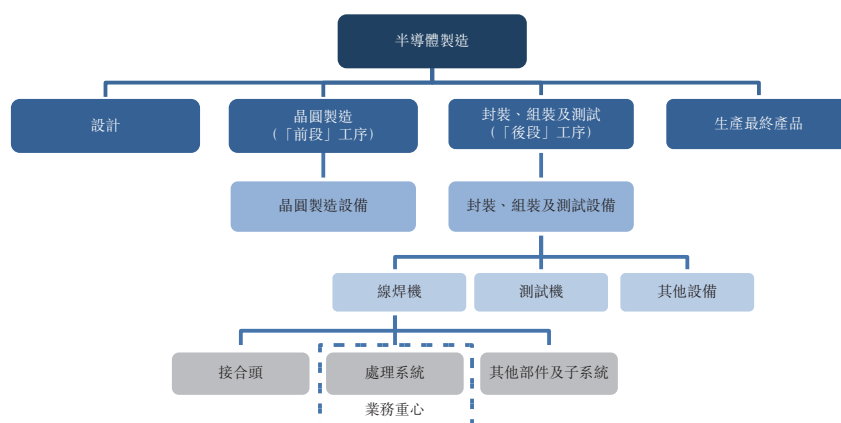 半導體製造
設計
晶圓製造
(「前段」工序)
封裝、組裝及測試
(「後段」工序)
生產最終產品
晶圓製造設備
封裝、組裝及測試設備
線焊機
測試機
其他設備
接合頭
處理系統
其他部件及子系統
業務重心